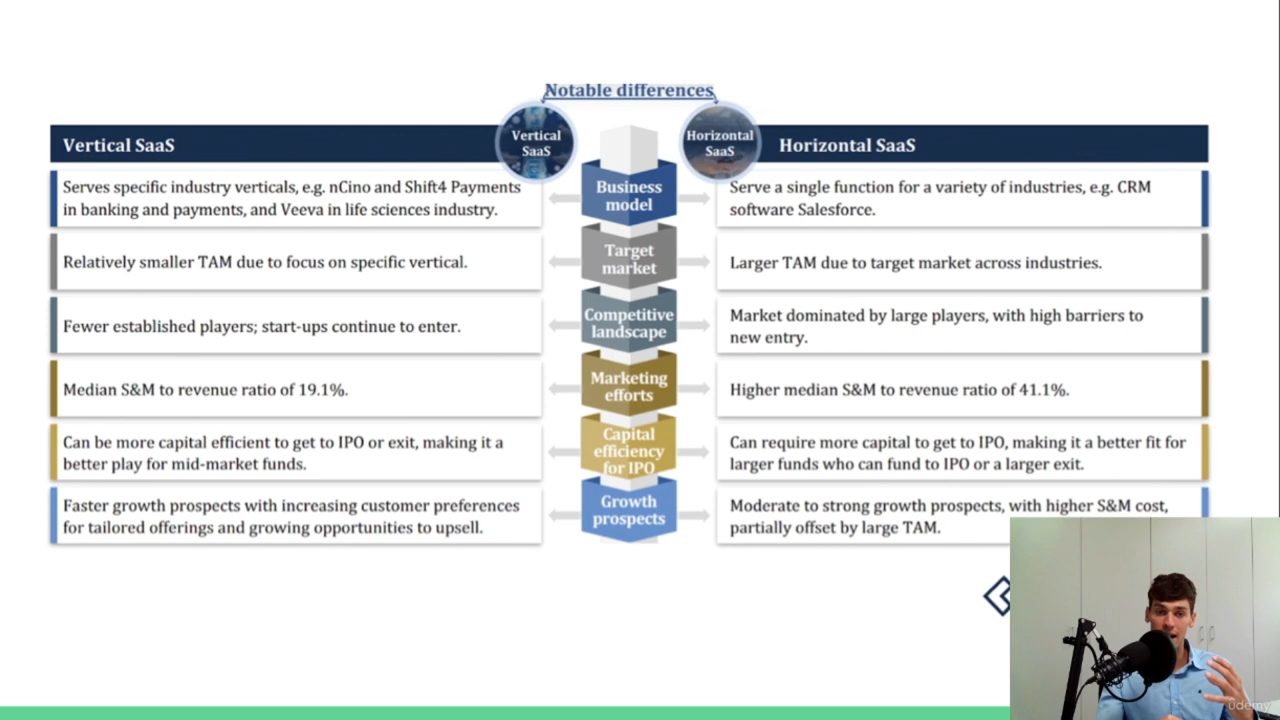 Notable differences
Vertical SaaS
Vertical
SaaS
Horizontal
SaaS
Horizontal SaaS
Serves specific industry verticals, e.g. nCino and Shift4 Payments
in banking and payments, and Veeva in life sciences industry.
Business
model
Serve a single function for a variety of industries, e.g. CRM
software Salesforce.
Relatively smaller TAM due to focus on specific vertical.
Target
market
Larger TAM due to target market across industries.
Fewer established players; start-ups continue to enter.
Competitive
landscape
Market dominated by large players, with high barriers to
new entry.
Median S&M to revenue ratio of 19.1%.
Marketing
efforts
Higher median S&M to revenue ratio of 41.1%.
Can be more capital efficient to get to IPO or exit, making it a
better play for mid-market funds.
Capital
efficiency
for IPO
Can require more capital to get to IPO, making it a better fit for
larger funds who can fund to IPO or a larger exit.
Faster growth prospects with increasing customer preferences
for tailored offerings and growing opportunities to upsell.
Growth
prospects
Moderate to strong growth prospects, with higher S&M cost,
partially offset by large TAM.
udemy